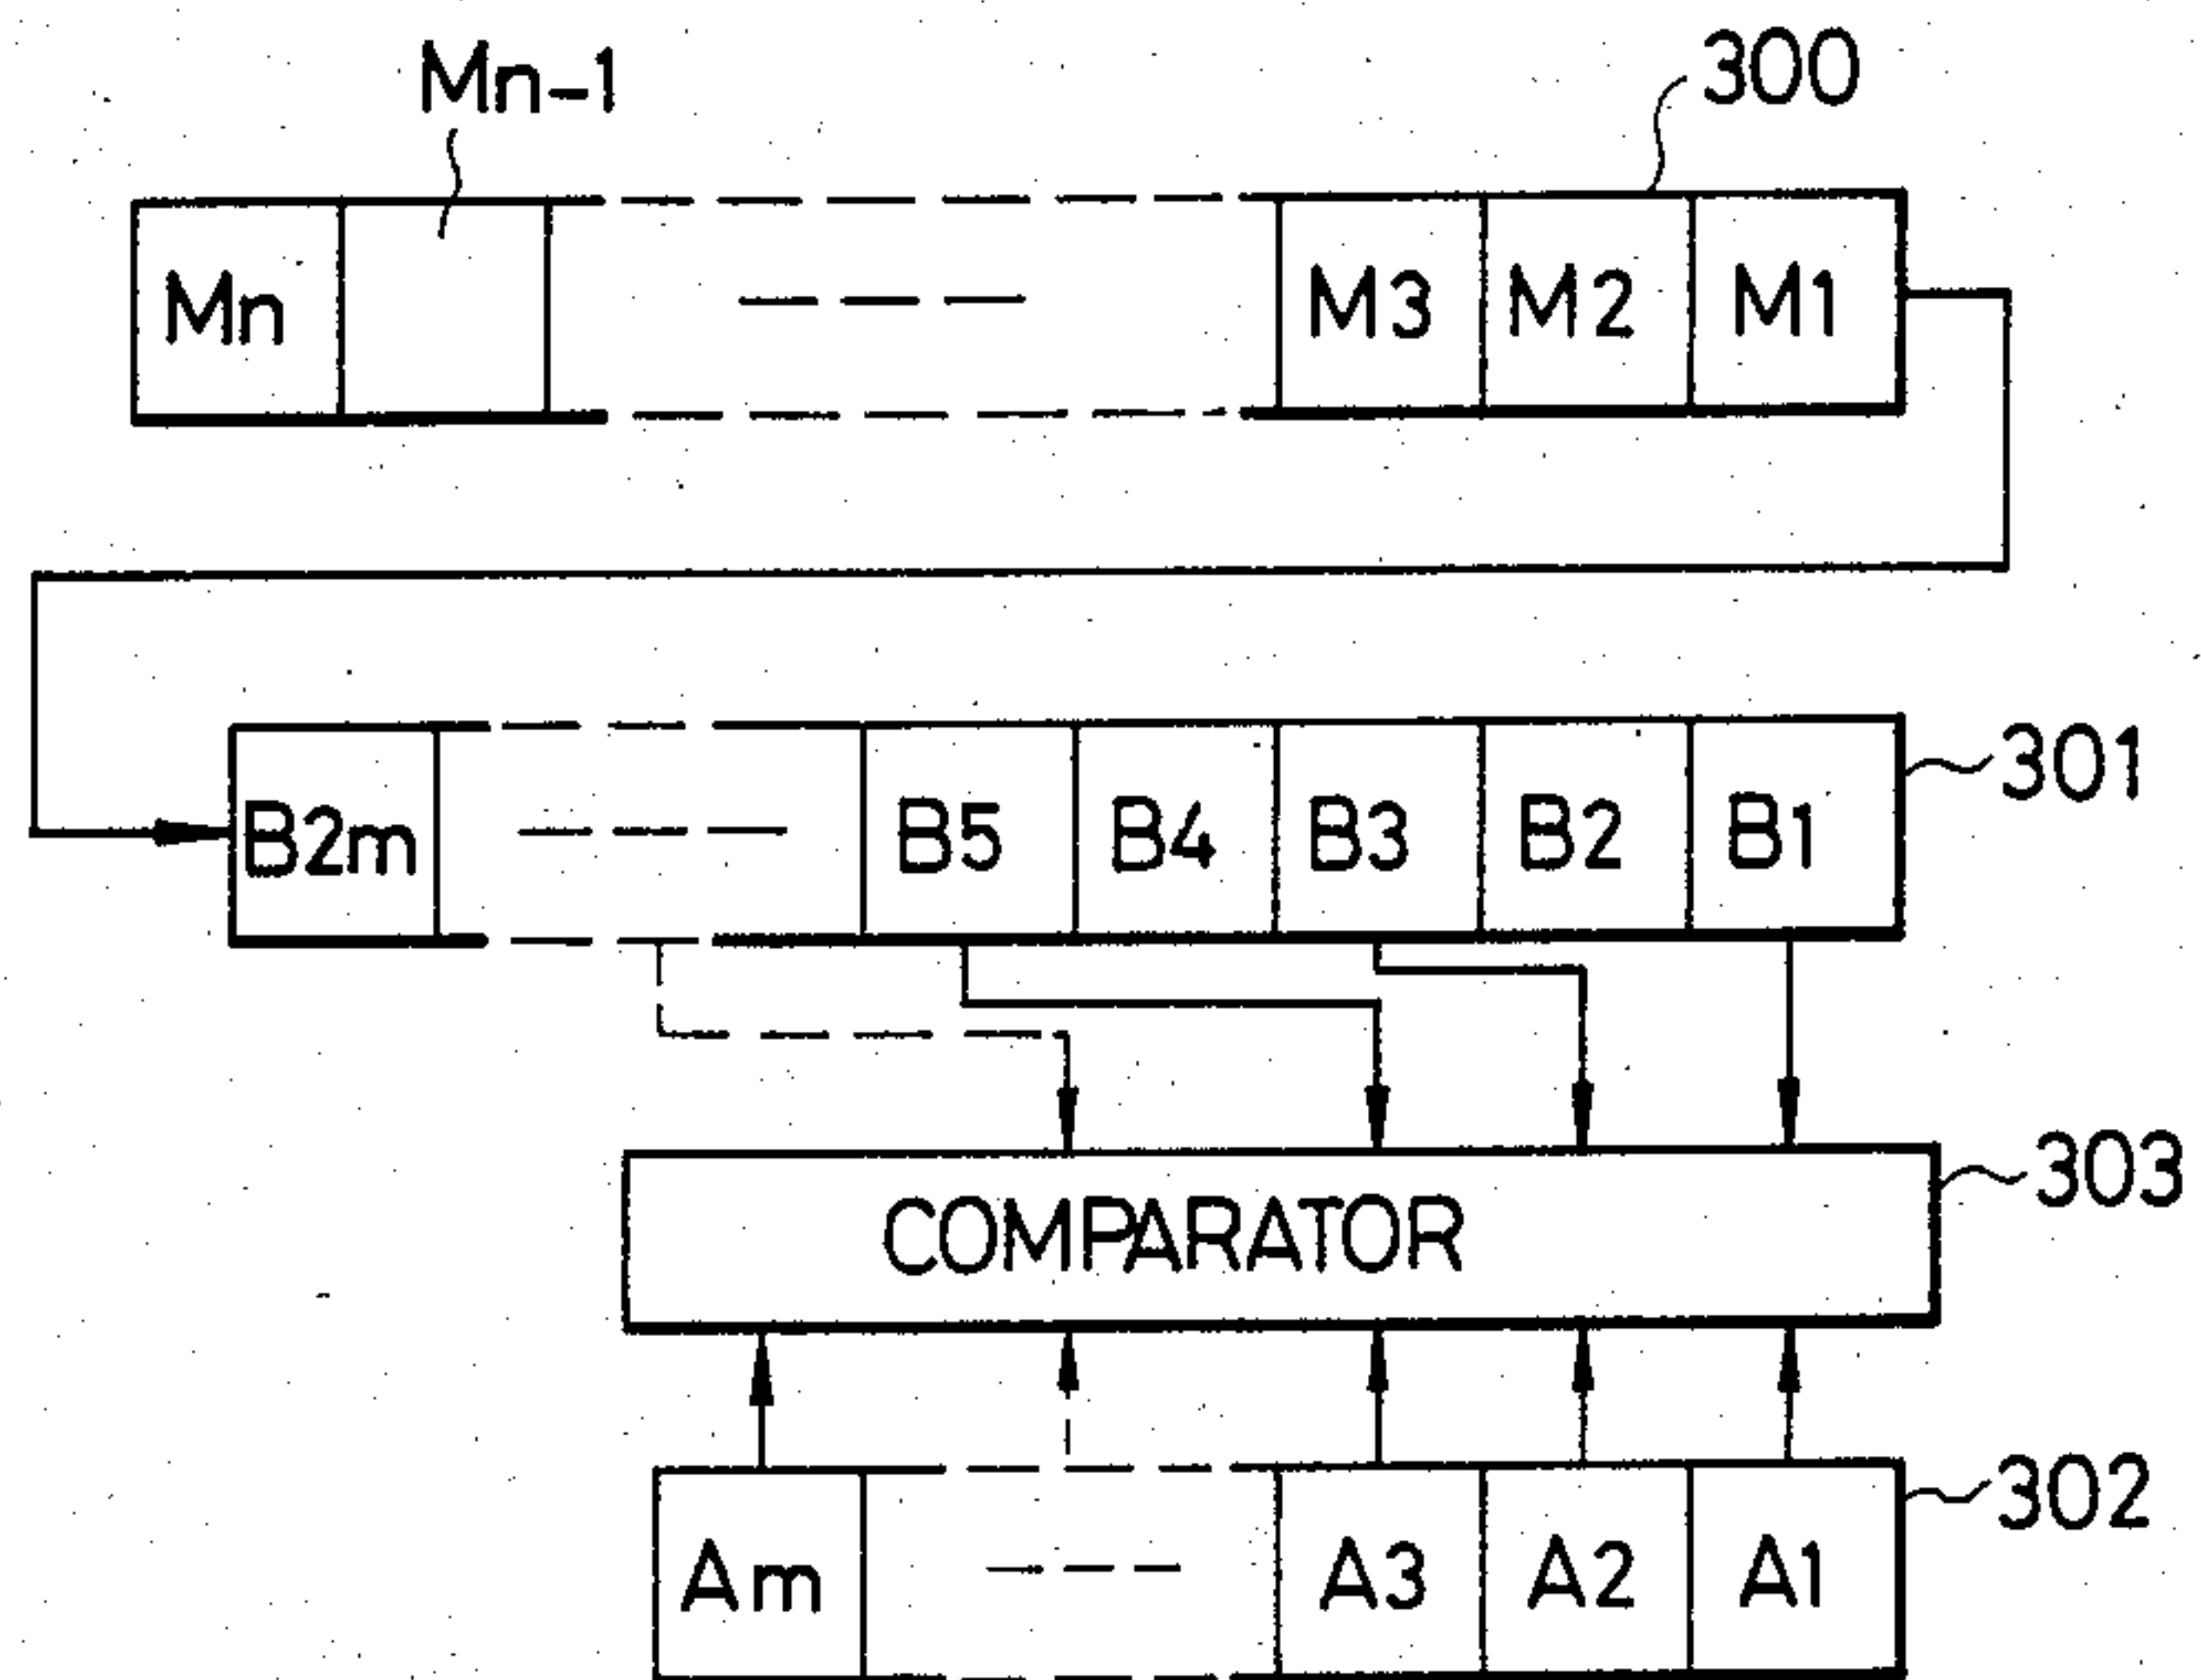 Mn-1
300
Mn M3 M2 M1
B2m B5 B4 B3 B2 B1
301
COMPARATOR
303
Am A3 A2 A1
302